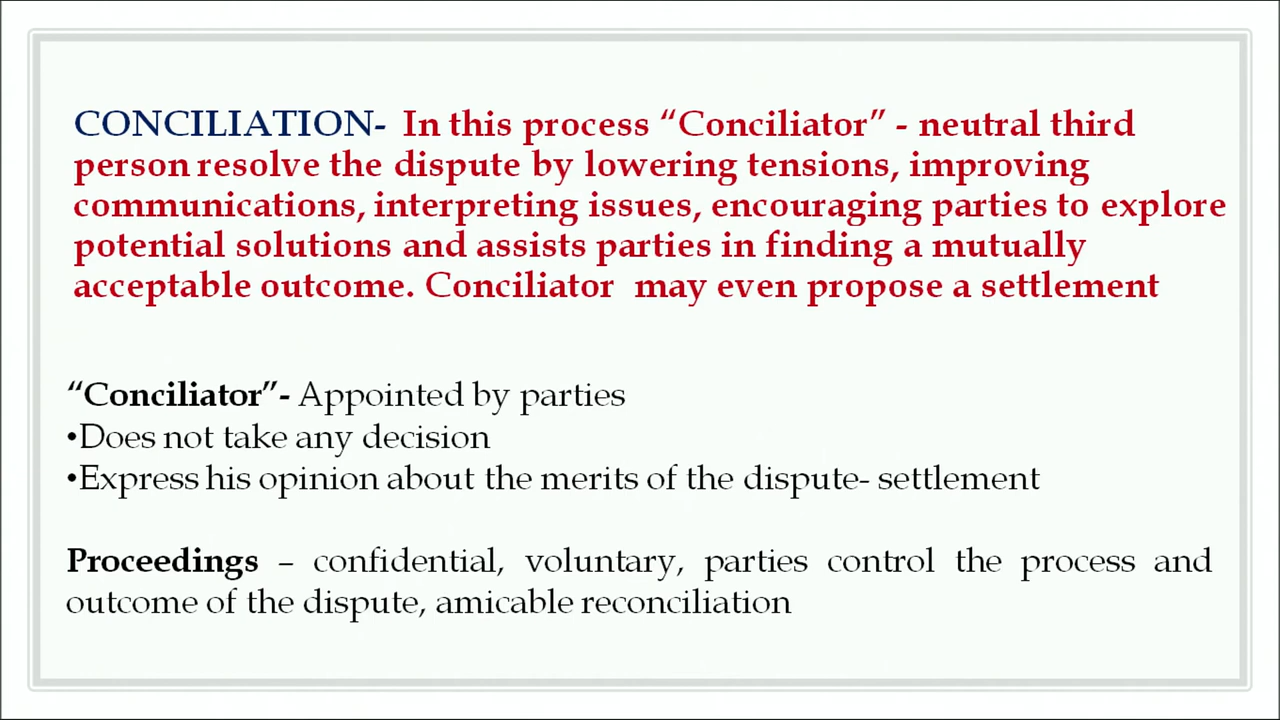 CONCILIATION- In this process “Conciliator” - neutral third
person resolve the dispute by lowering tensions, improving
communications, interpreting issues, encouraging parties to explore
potential solutions and assists parties in finding a mutually
acceptable outcome. Conciliator may even propose a settlement
“Conciliator”- Appointed by parties
•Does not take any decision
•Express his opinion about the merits of the dispute- settlement
Proceedings – confidential, voluntary, parties control the process and
outcome of the dispute, amicable reconciliation